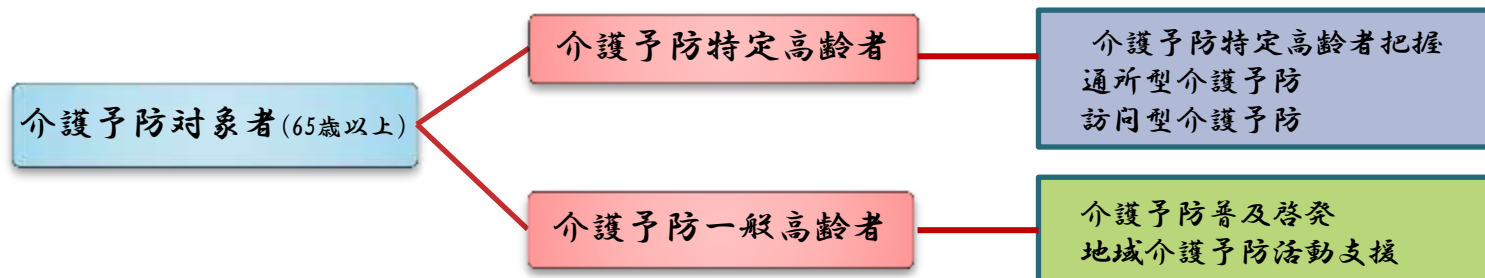 介護予防対象者(65歳以上)
介護予防特定高齢者
介護予防特定高齢者把握
通所型介護予防
訪问型介護予防
介護予防一般高齢者
介護予防普及啓発
地域介護予防活動支援